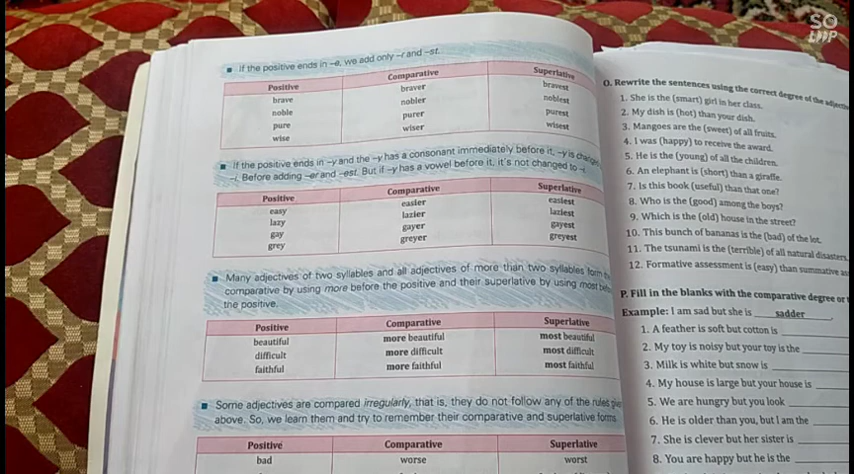 SO
■ If the positive ends in –e, we add only –r and –st.
Positive Comparative Superlative
brave braver bravest
noble nobler noblest
pure purer purest
wise wiser wisest
■ If the positive ends in –y and the –y has a consonant immediately before it, –y is
–i. Before adding –er and –est. But if –y has a vowel before it, it's not changed to –i.
Positive Comparative Superlative
easy easier easiest
lazy lazier laziest
gay gayer gayest
grey greyer greyest
■ Many adjectives of two syllables and all adjectives of more than two syllables form
comparative by using more before the positive and their superlative by using most
the positive.
Positive Comparative Superlative
beautiful more beautiful most beautiful
difficult more difficult most difficult
faithful more faithful most faithful
■ Some adjectives are compared irregularly, that is, they do not follow any of the rules
above. So, we learn them and try to remember their comparative and superlative forms.
Positive Comparative Superlative
bad worse worst
O. Rewrite the sentences using the correct degree of the
1. She is the (smart) girl in her class.
2. My dish is (hot) than your dish.
3. Mangoes are the (sweet) of all fruits.
4. I was (happy) to receive the award.
5. He is the (young) of all the children.
6. An elephant is (short) than a giraffe.
7. Is this book (useful) than that one?
8. Who is the (good) among the boys?
9. Which is the (old) house in the street?
10. This bunch of bananas is the (bad) of the lot.
11. The tsunami is the (terrible) of all natural disasters.
12. Formative assessment is (easy) than summative
P. Fill in the blanks with the comparative degree
Example: I am sad but she is sadder.
1. A feather is soft but cotton is
2. My toy is noisy but your toy is the
3. Milk is white but snow is
4. My house is large but your house is
5. We are hungry but you look
6. He is older than you, but I am the
7. She is clever but her sister is
8. You are happy but he is the